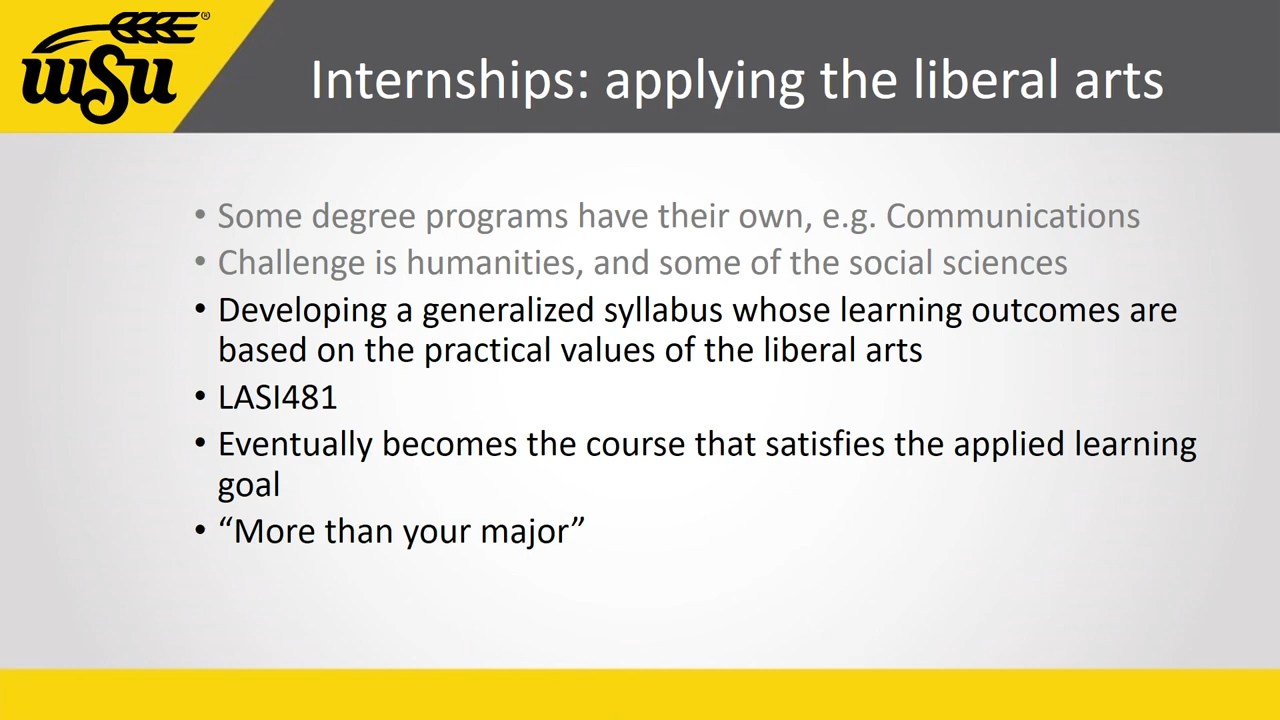 WSU®
Internships: applying the liberal arts
• Some degree programs have their own, e.g. Communications
• Challenge is humanities, and some of the social sciences
• Developing a generalized syllabus whose learning outcomes are
based on the practical values of the liberal arts
• LASI481
• Eventually becomes the course that satisfies the applied learning
goal
• “More than your major”